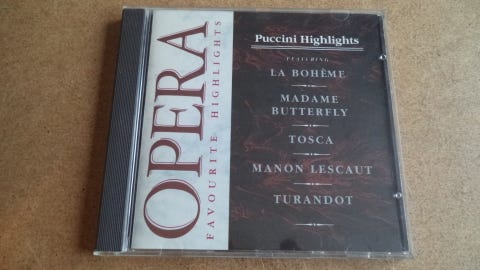 OPERA
FAVOURITE HIGHLIGHTS
Puccini Highlights
FEATURING
LA BOHÈME
MADAME
BUTTERFLY
TOSCA
MANON LESCAUT
TURANDOT